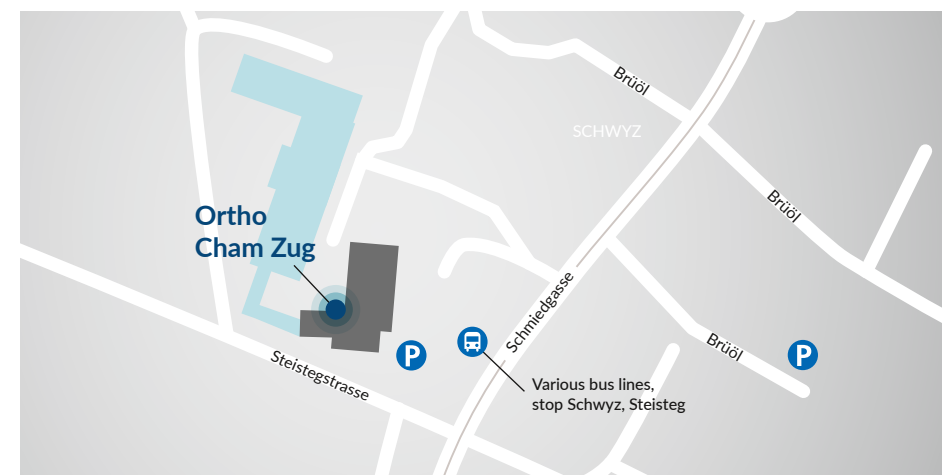 Brüöl
SCHWYZ
Brüöl
Ortho
Cham Zug
Schmiedgasse
Brüöl
P
P
Steistegstrasse
Various bus lines,
stop Schwyz, Steisteg